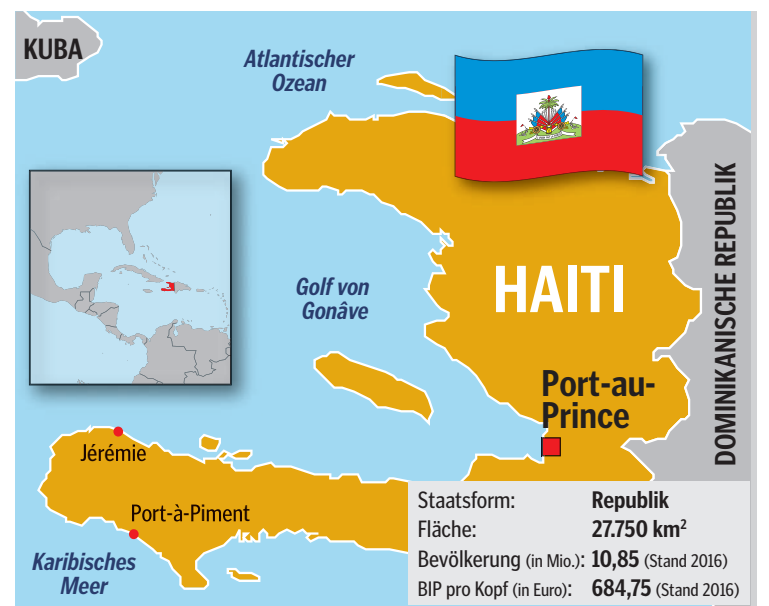 KUBA
Atlantischer
Ozean
DOMINIKANISCHE REPUBLIK
HAITI
Golf von
Gonâve
Port-au-
Prince
Jérémie
Port-à-Piment
Karibisches
Meer
Staatsform: Republik
Fläche: 27.750 km²
Bevölkerung (in Mio.): 10,85 (Stand 2016)
BIP pro Kopf (in Euro): 684,75 (Stand 2016)